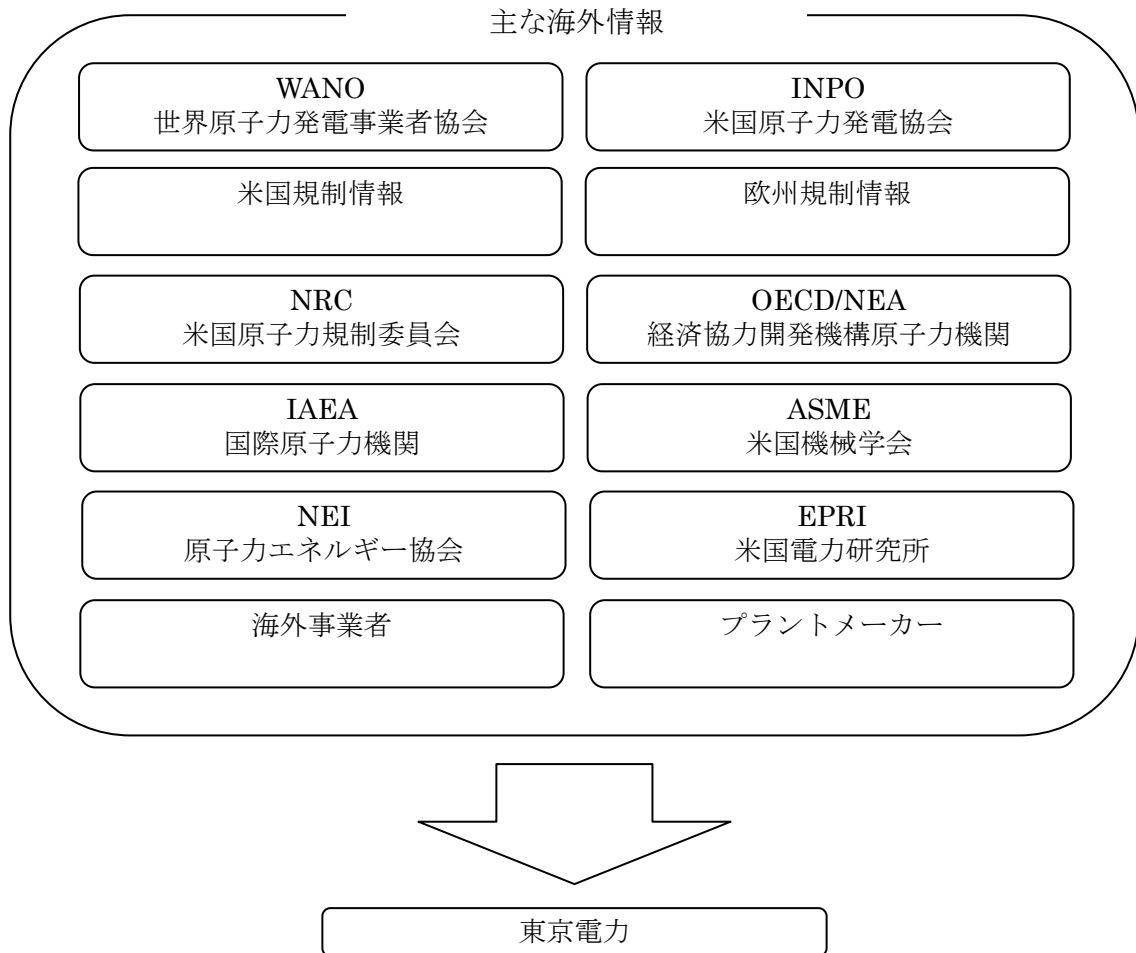 主な海外情報
WANO
世界原子力発電事業者協会
INPO
米国原子力発電協会
米国規制情報
欧州規制情報
NRC
米国原子力規制委員会
OECD/NEA
経済協力開発機構原子力機関
IAEA
国際原子力機関
ASME
米国機械学会
NEI
原子力エネルギー協会
EPRI
米国電力研究所
海外事業者
プラントメーカー
東京電力